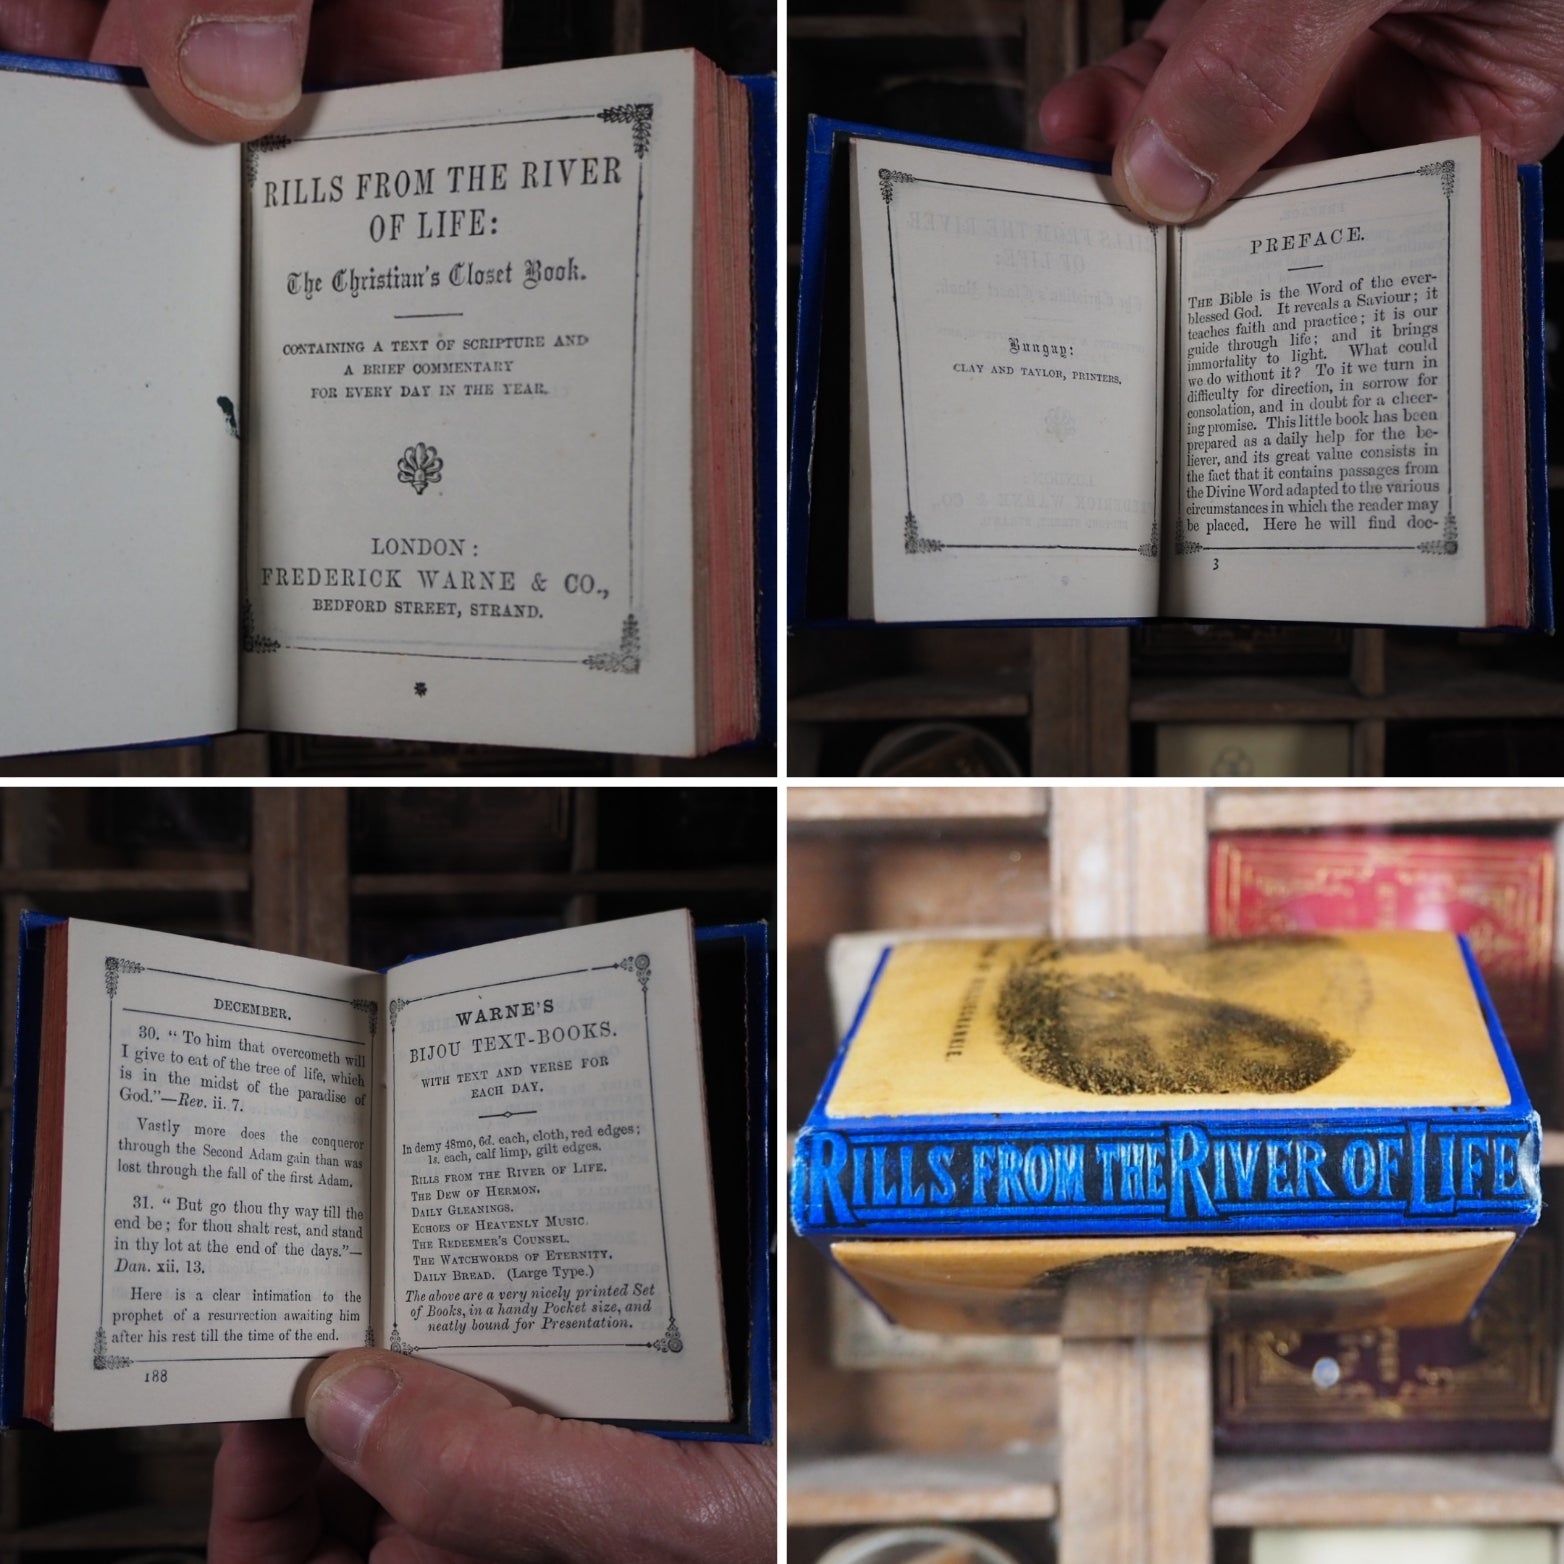 RILLS FROM THE RIVER
OF LIFE:
The Christian's Closet Book.
CONTAINING A TEXT OF SCRIPTURE AND
A BRIEF COMMENTARY
FOR EVERY DAY IN THE YEAR.
LONDON:
FREDERICK WARNE & CO.,
BEDFORD STREET, STRAND.
Bungay:
CLAY AND TAYLOR, PRINTERS.
PREFACE.
THE Bible is the Word of the ever-
blessed God. It reveals a Saviour; it
teaches faith and practice; it is our
guide through life; and it brings
immortality to light. What could
we do without it? To it we turn in
difficulty for direction, in sorrow for
consolation, and in doubt for a cheer-
ing promise. This little book has been
prepared as a daily help for the be-
liever, and its great value consists in
the fact that it contains passages from
the Divine Word adapted to the various
circumstances in which the reader may
be placed. Here he will find doc-
3
DECEMBER.
30. "To him that overcometh will
I give to eat of the tree of life, which
is in the midst of the paradise of
God."—Rev. ii. 7.
Vastly more does the conqueror
through the Second Adam gain than was
lost through the fall of the first Adam.
31. "But go thou thy way till the
end be; for thou shalt rest, and stand
in thy lot at the end of the days."—
Dan. xii. 13.
Here is a clear intimation to the
prophet of a resurrection awaiting him
after his rest till the time of the end.
188
WARNE'S
BIJOU TEXT-BOOKS.
WITH TEXT AND VERSE FOR
EACH DAY.
In demy 48mo, 6d. each, cloth, red edges;
1s. each, calf limp, gilt edges.
RILLS FROM THE RIVER OF LIFE.
THE DEW OF HERMON.
DAILY GLEANINGS.
ECHOES OF HEAVENLY MUSIC.
THE REDEEMER'S COUNSEL.
THE WATCHWORDS OF ETERNITY.
DAILY BREAD. (Large Type.)
The above are a very nicely printed Set
of Books, in a handy Pocket size, and
neatly bound for Presentation.
RILLS FROM THE RIVER OF LIFE